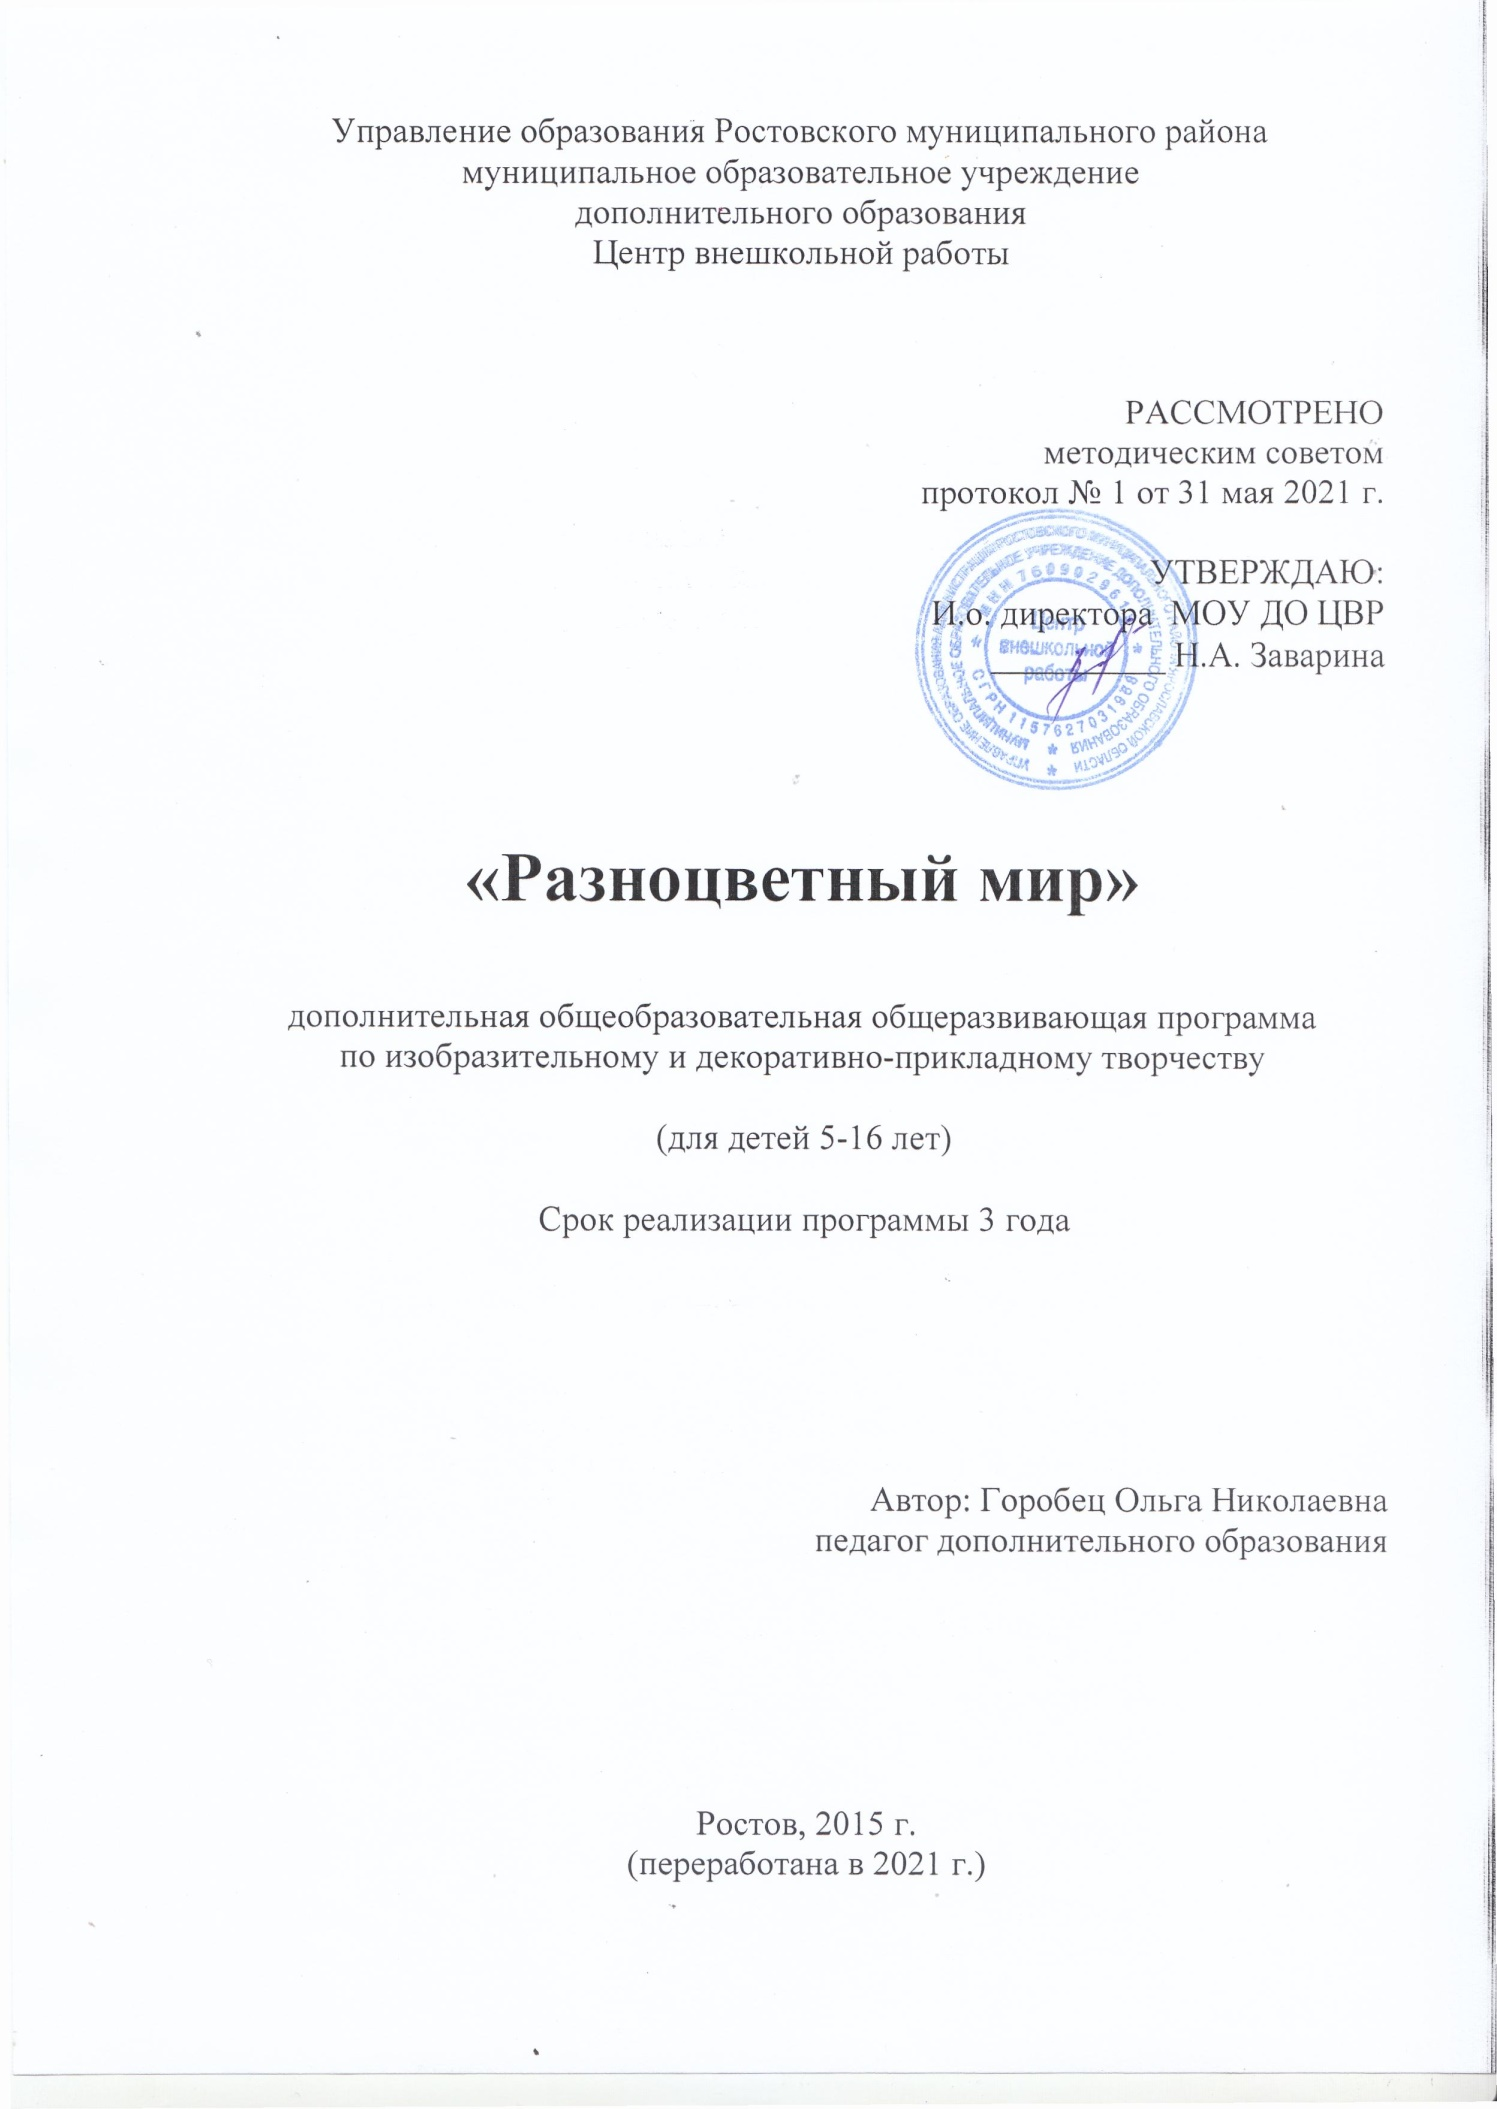 Управление образования Ростовского муниципального района
муниципальное образовательное учреждение
дополнительного образования
Центр внешкольной работы
РАССМОТРЕНО
методическим советом
протокол № 1 от 31 мая 2021 г.
УТВЕРЖДАЮ:
И.о. директора МОУ ДО ЦВР
Н.А. Заварина
Центр
внешкольной
работы
«Разноцветный мир»
дополнительная общеобразовательная общеразвивающая программа
по изобразительному и декоративно-прикладному творчеству
(для детей 5-16 лет)
Срок реализации программы 3 года
Автор: Горобец Ольга Николаевна
педагог дополнительного образования
Ростов, 2015 г.
(переработана в 2021 г.)